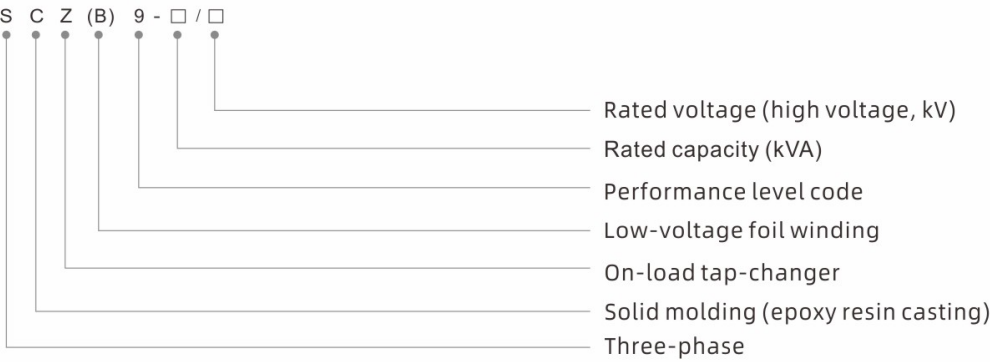 S C Z (B) 9 - □ / □
Rated voltage (high voltage, kV)
Rated capacity (kVA)
Performance level code
Low-voltage foil winding
On-load tap-changer
Solid molding (epoxy resin casting)
Three-phase